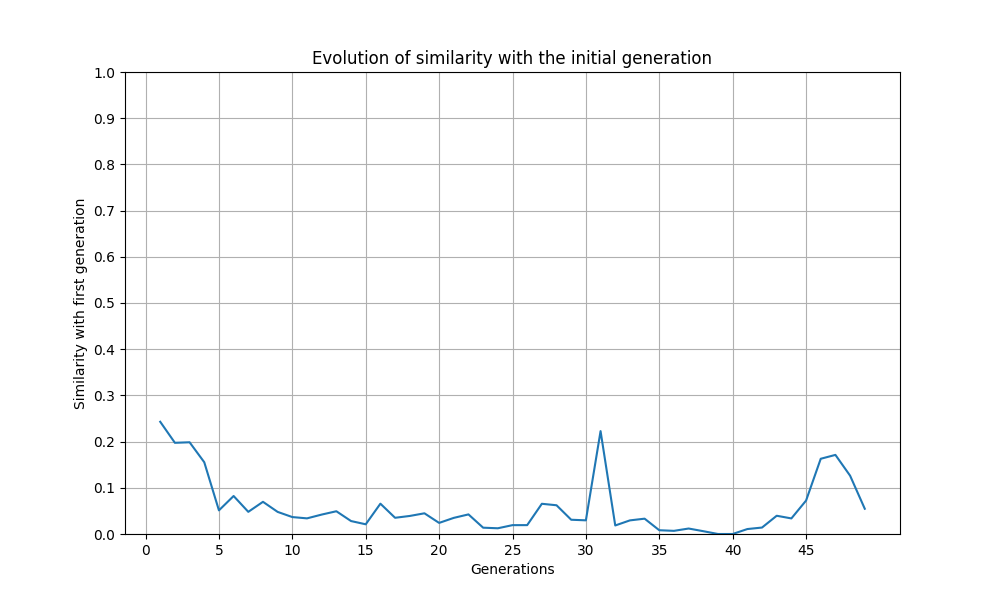 Evolution of similarity with the initial generation
1.0
0.9
0.8
0.7
0.6
0.5
0.4
0.3
0.2
0.1
0.0
Similarity with first generation
0 5 10 15 20 25 30 35 40 45
Generations